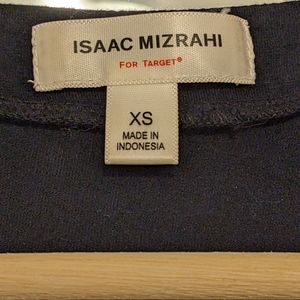 ISAAC MIZRAHI
FOR TARGET®
XS
MADE IN
INDONESIA